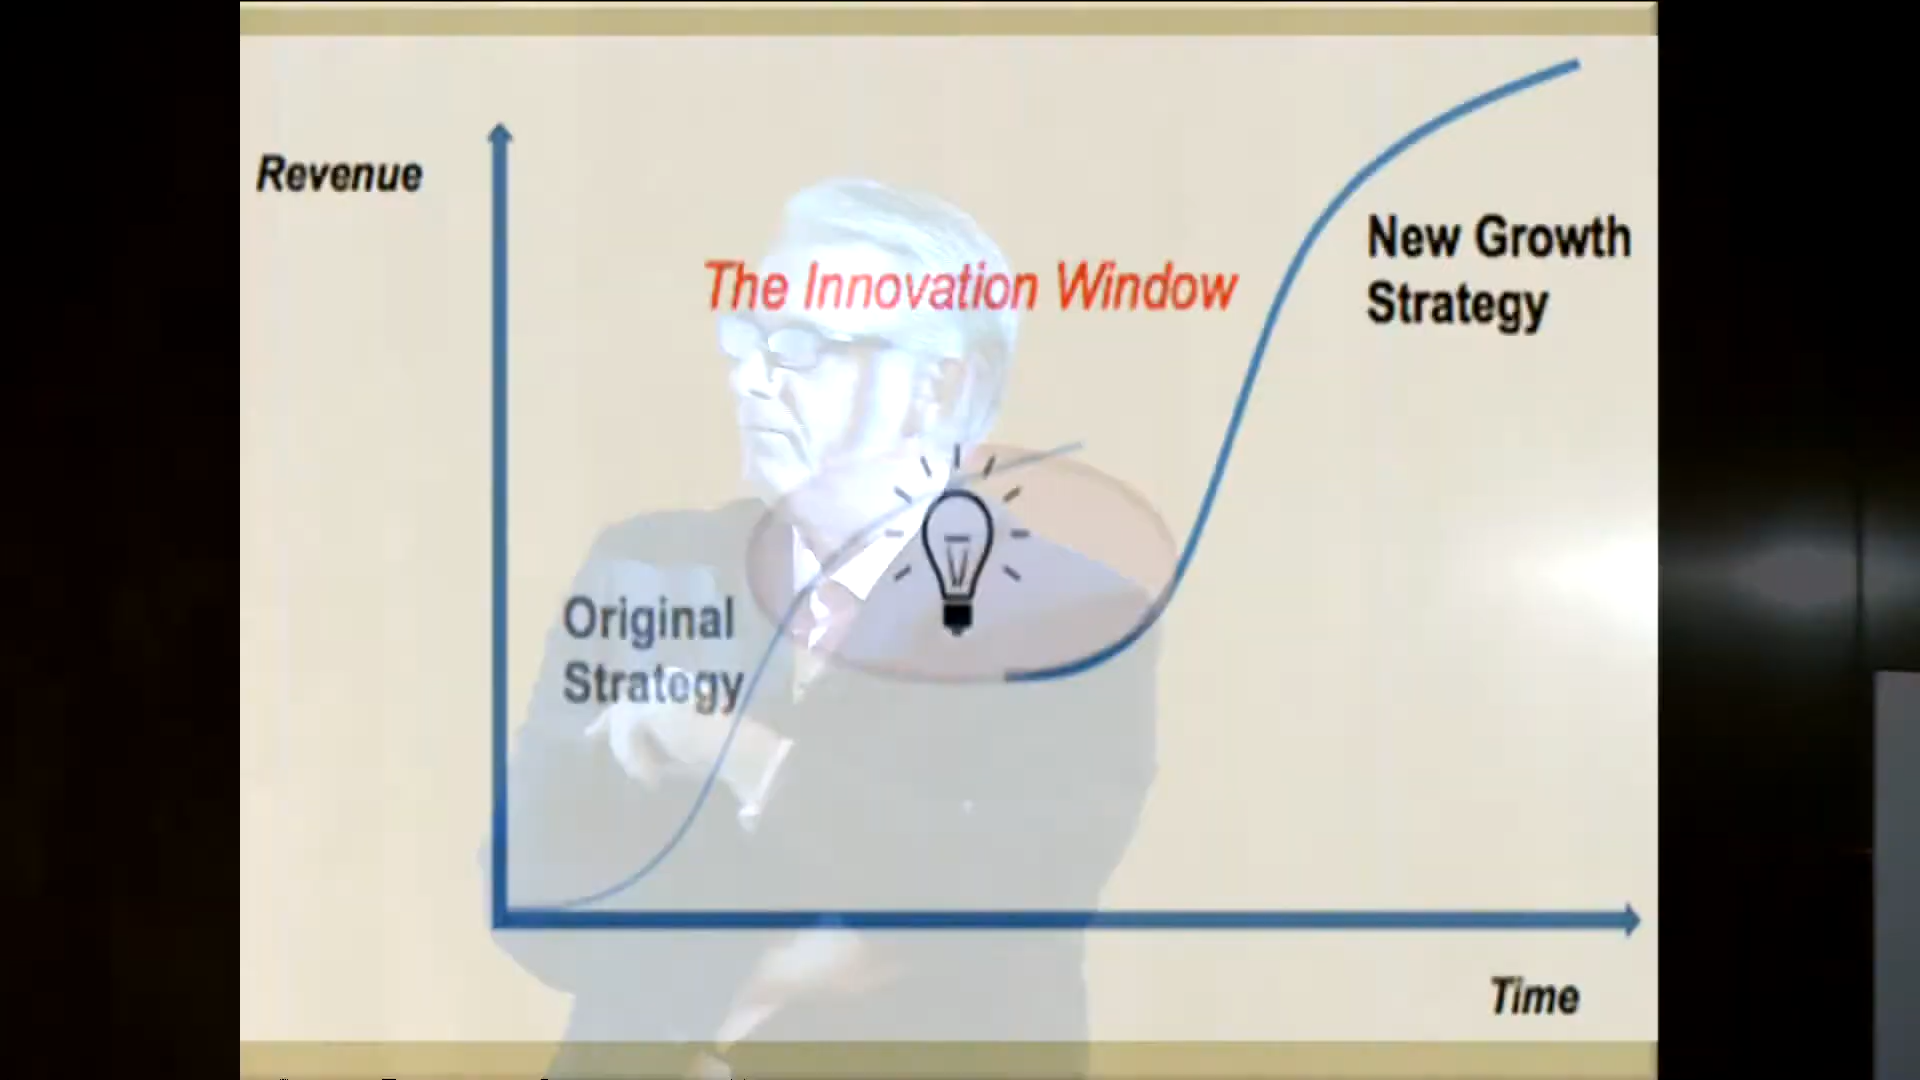 Revenue
The Innovation Window
New Growth
Strategy
Original
Strategy
Time